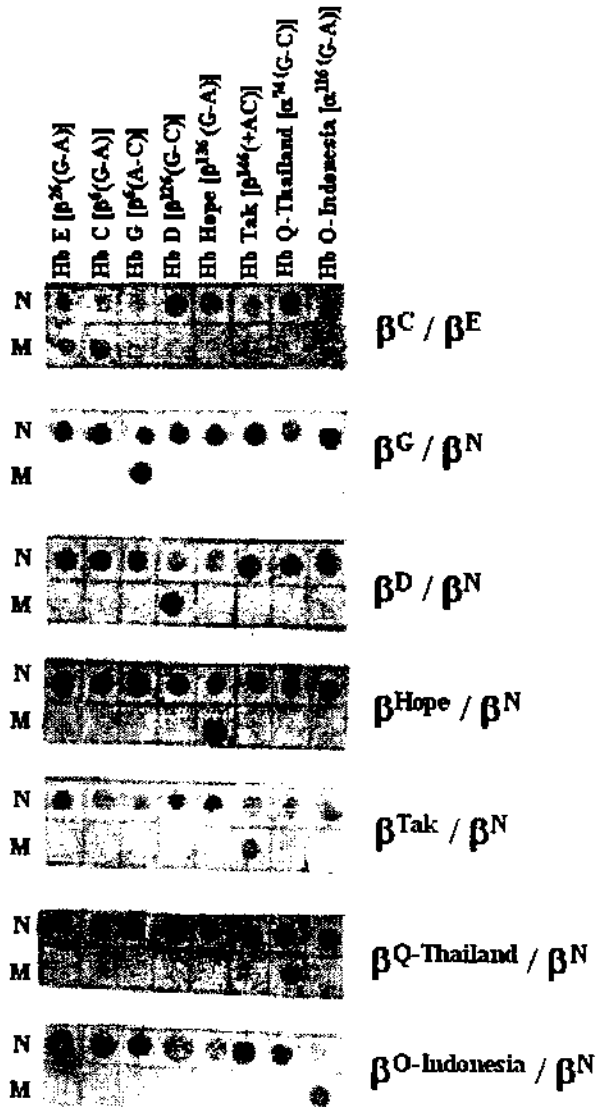 Hb E [β²⁶(G-A)]
Hb C [β⁶(G-A)]
Hb G [β⁶(A-C)]
Hb D [β¹²⁶(G-C)]
Hb Hope [β¹³⁶(G-A)]
Hb Tak [β¹⁴⁶(+AC)]
Hb Q-Thailand [α⁷⁴(G-C)]
Hb O-Indonesia [α¹¹⁶(G-A)]
N
M
βC / βE
N
M
βG / βN
N
M
βD / βN
N
M
βHope / βN
N
M
βTak / βN
N
M
βQ-Thailand / βN
N
M
βO-Indonesia / βN